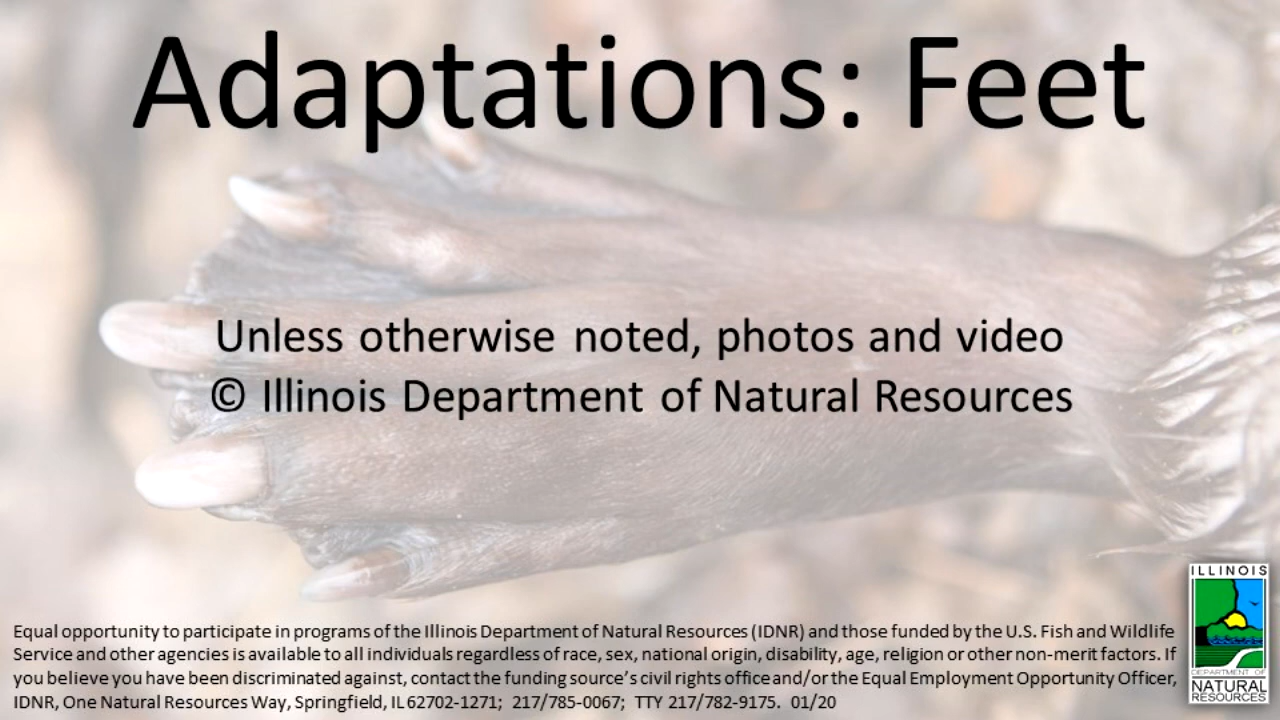 Adaptations: Feet
Unless otherwise noted, photos and video
© Illinois Department of Natural Resources
Equal opportunity to participate in programs of the Illinois Department of Natural Resources (IDNR) and those funded by the U.S. Fish and Wildlife
Service and other agencies is available to all individuals regardless of race, sex, national origin, disability, age, religion or other non-merit factors. If
you believe you have been discriminated against, contact the funding source's civil rights office and/or the Equal Employment Opportunity Officer,
IDNR, One Natural Resources Way, Springfield, IL 62702-1271; 217/785-0067; TTY 217/782-9175. 01/20
ILLINOIS
DEPARTMENT OF
NATURAL
RESOURCES